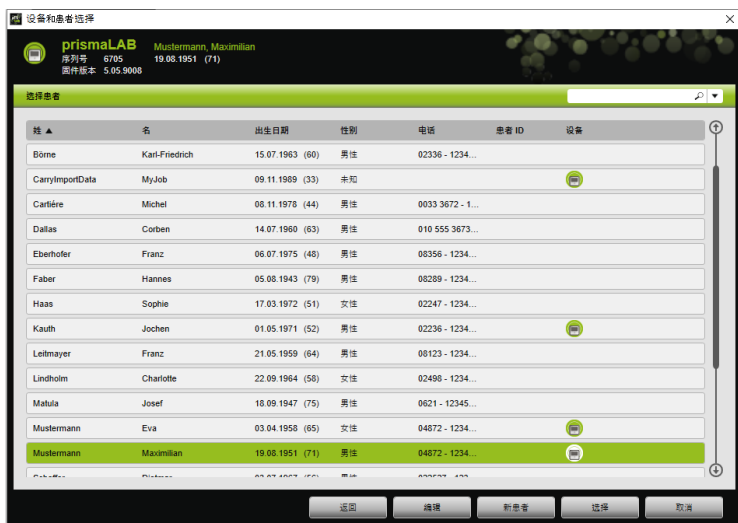 设备和患者选择
prismaLAB Mustermann, Maximilian
序列号 6705 19.08.1951 (71)
固件版本 5.05.9008
选择患者
姓 ▲ 名 出生日期 性别 电话 患者 ID 设备
Börne Karl-Friedrich 15.07.1963 (60) 男性 02336 - 1234...
CarryImportData MyJob 09.11.1989 (33) 未知
Cartiére Michel 08.11.1978 (44) 男性 0033 3672 - 1...
Dallas Corben 14.07.1960 (63) 男性 010 555 3673...
Eberhofer Franz 06.07.1975 (48) 男性 08356 - 1234...
Faber Hannes 05.08.1943 (79) 男性 08289 - 1234...
Haas Sophie 17.03.1972 (51) 女性 02247 - 1234...
Kauth Jochen 01.05.1971 (52) 男性 02236 - 1234...
Leitmayer Franz 21.05.1959 (64) 男性 08123 - 1234...
Lindholm Charlotte 22.09.1964 (58) 女性 02498 - 1234...
Matula Josef 18.09.1947 (75) 男性 0621 - 12345...
Mustermann Eva 03.04.1958 (65) 女性 04872 - 1234...
Mustermann Maximilian 19.08.1951 (71) 男性 04872 - 1234...
返回 编辑 新患者 选择 取消